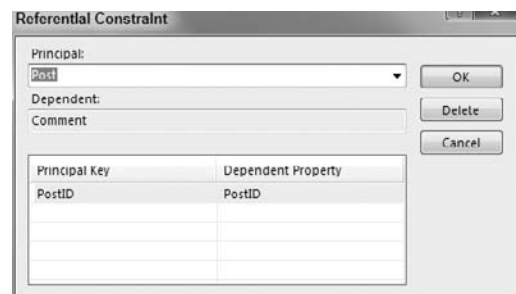 Referential Constraint
Principal:
Post
OK
Dependent:
Comment
Delete
Cancel
Principal Key Dependent Property
PostID PostID